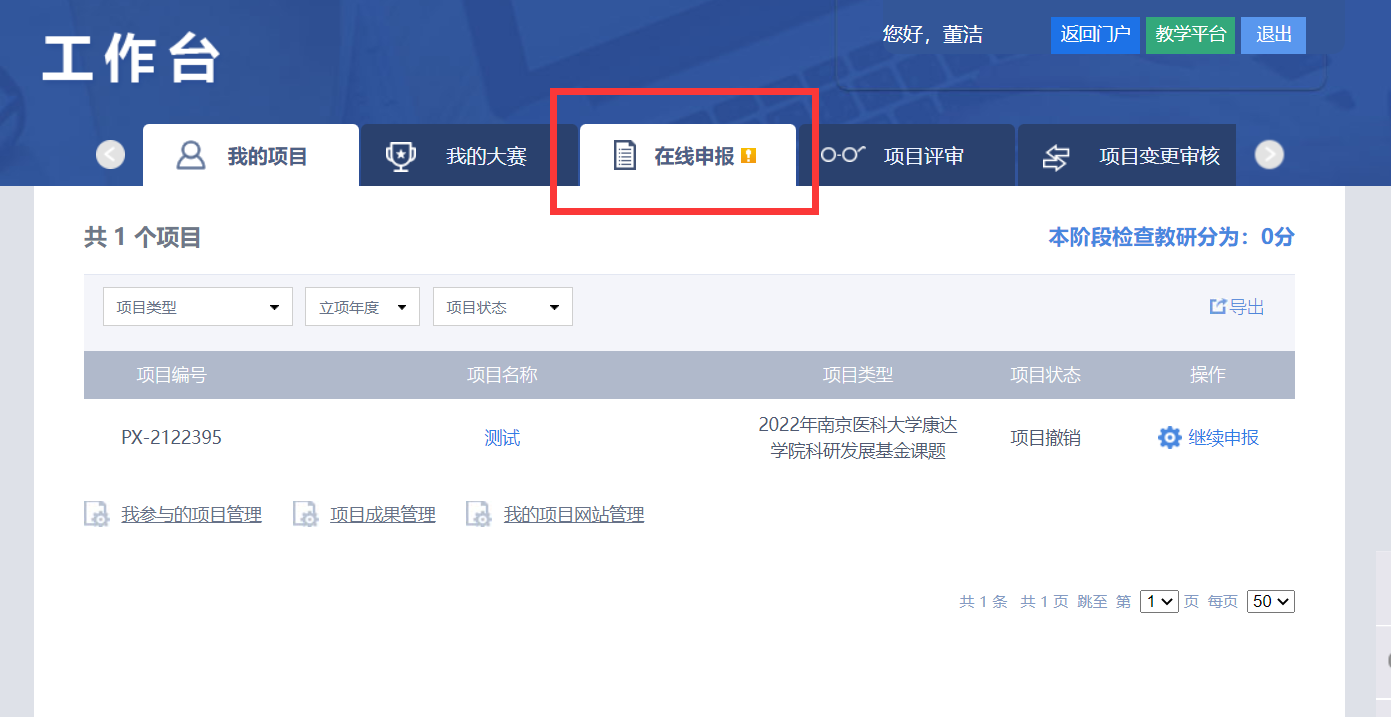 工作台
您好，董洁
返回门户
教学平台
退出
我的项目
我的大赛
在线申报
项目评审
项目变更审核
共 1 个项目
本阶段检查教研分为：0分
项目类型
立项年度
项目状态
导出
项目编号 项目名称 项目类型 项目状态 操作
PX-2122395 测试 2022年南京医科大学康达 项目撤销 继续申报
学院科研发展基金课题
我参与的项目管理 项目成果管理 我的项目网站管理
共 1 条 共 1 页 跳至 第 1 页 每页 50